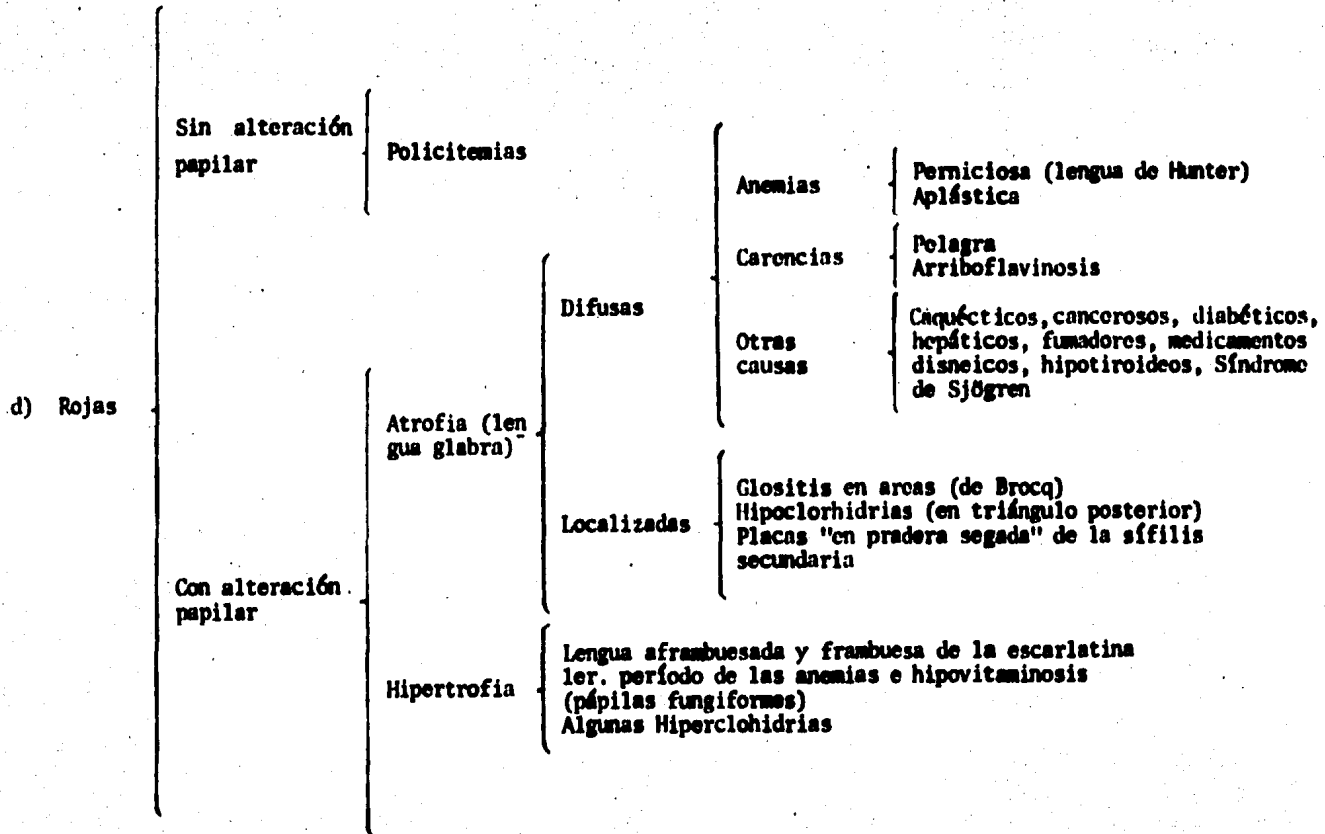 d) Rojas
Sin alteración
papilar
Policitemias
Con alteración
papilar
Atrofia (len
gua glabra)
Difusas
Anemias
Perniciosa (lengua de Hunter)
Aplástica
Carencias
Pelagra
Arriboflavinosis
Otras
causas
Caquécticos, cancerosos, diabéticos,
hepáticos, fumadores, medicamentos
disneicos, hipotiroideos, Síndrome
de Sjögren
Localizadas
Glositis en areas (de Brocq)
Hipoclorhidrias (en triángulo posterior)
Placas "en pradera segada" de la sífilis
secundaria
Hipertrofia
Lengua aframbuesada y frambuesa de la escarlatina
1er. período de las anemias e hipovitaminosis
(pápilas fungiformes)
Algunas Hiperclohidrias